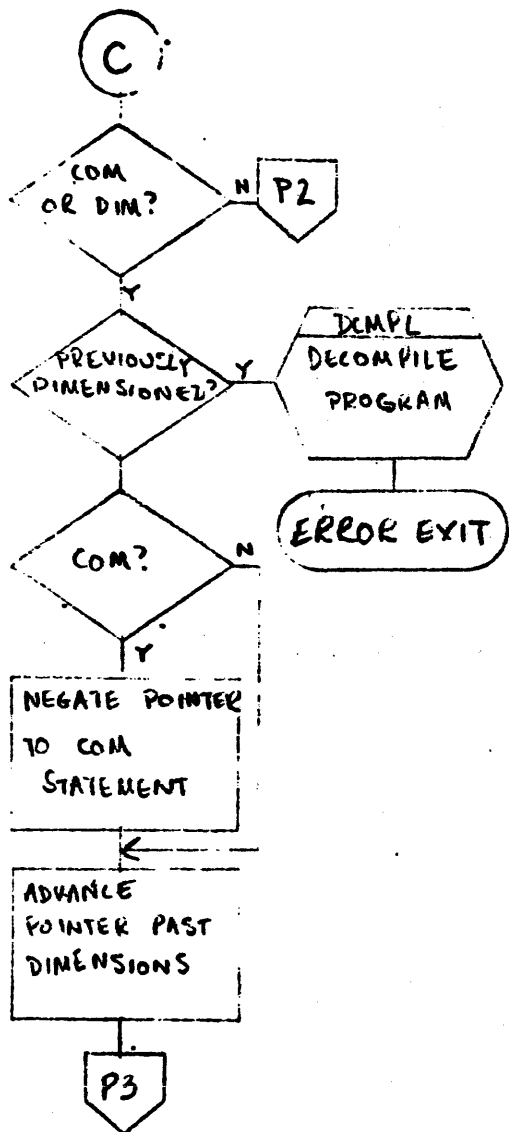 C
COM
OR DIM?
N
P2
Y
PREVIOUSLY
DIMENSIONED?
Y
DCMPL
DECOMPILE
PROGRAM
ERROR EXIT
COM?
N
Y
NEGATE POINTER
TO COM
STATEMENT
ADVANCE
POINTER PAST
DIMENSIONS
P3